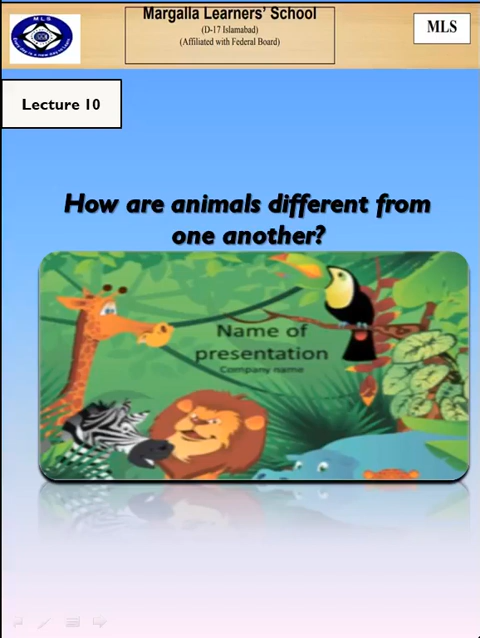 MLS
Margalla Learners' School
(D-17 Islamabad)
(Affiliated with Federal Board)
MLS
Lecture 10
How are animals different from
one another?
Name of
presentation
Company name